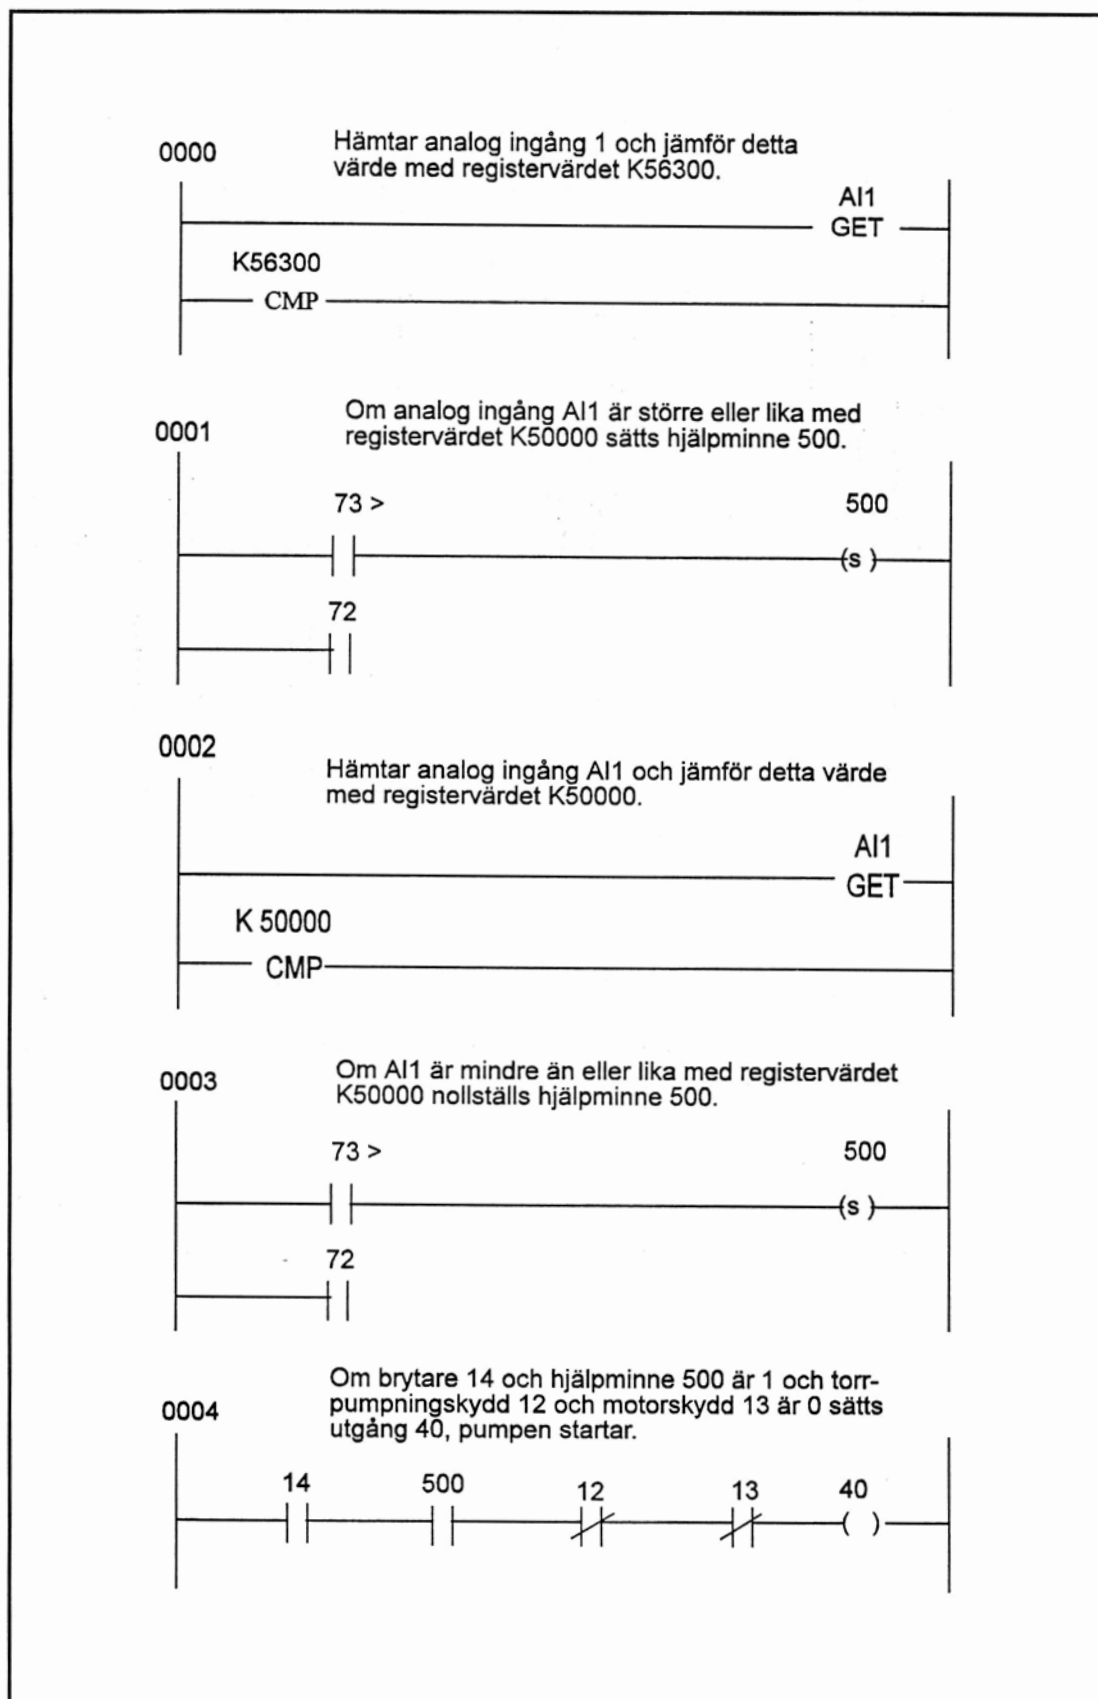 0000
Hämtar analog ingång 1 och jämför detta
värde med registervärdet K56300.
AI1
GET
K56300
CMP
0001
Om analog ingång AI1 är större eller lika med
registervärdet K50000 sätts hjälpminne 500.
73 >
500
(s )
72
0002
Hämtar analog ingång AI1 och jämför detta värde
med registervärdet K50000.
AI1
GET
K 50000
CMP
0003
Om AI1 är mindre än eller lika med registervärdet
K50000 nollställs hjälpminne 500.
73 >
500
(s )
72
0004
Om brytare 14 och hjälpminne 500 är 1 och torr-
pumpningskydd 12 och motorskydd 13 är 0 sätts
utgång 40, pumpen startar.
14
500
12
13
40
( )